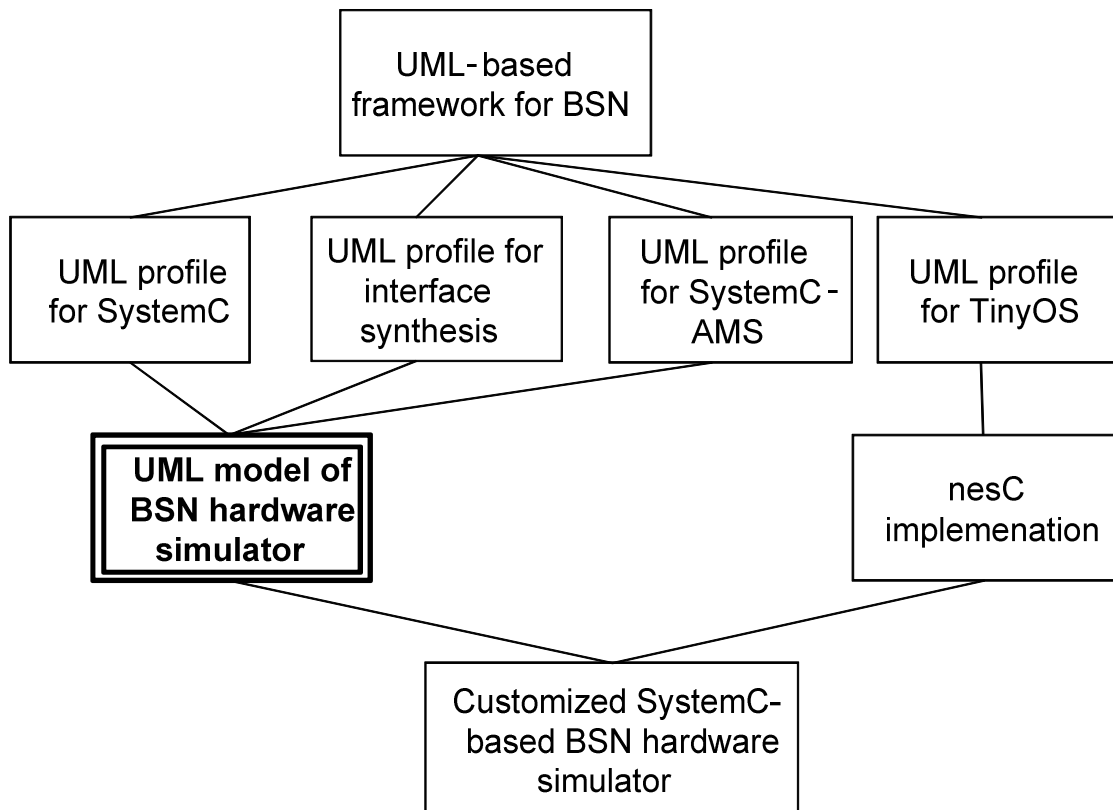 UML-based
framework for BSN
UML profile
for SystemC
UML profile for
interface
synthesis
UML profile
for SystemC-
AMS
UML profile
for TinyOS
UML model of
BSN hardware
simulator
nesC
implemenation
Customized SystemC-
based BSN hardware
simulator